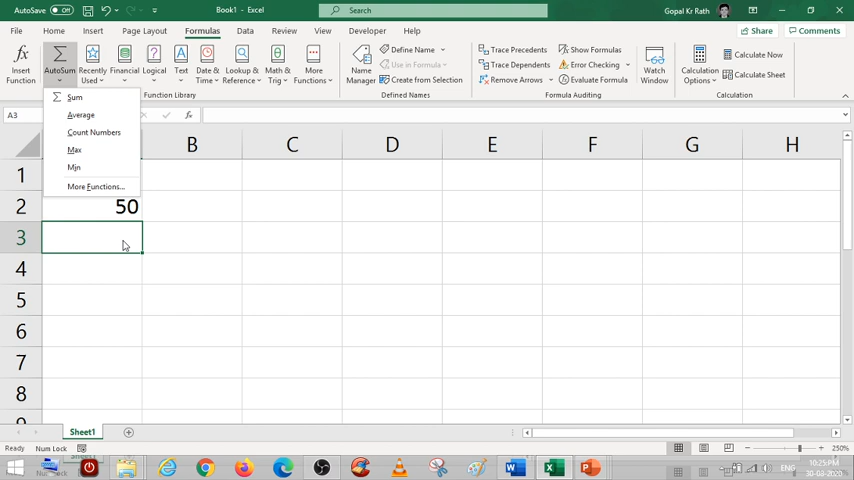 AutoSave Off Book1 - Excel Search Gopal Kr Rath
File Home Insert Page Layout Formulas Data Review View Developer Help Share Comments
fx Insert Function
Σ AutoSum
Recently Used
Financial
Logical
A Text
Date & Time
Lookup & Reference
Math & Trig
More Functions
Function Library
Name Manager
Define Name
Use in Formula
Create from Selection
Defined Names
Trace Precedents
Trace Dependents
Remove Arrows
Show Formulas
Error Checking
Evaluate Formula
Formula Auditing
Watch Window
Calculation Options
Calculate Now
Calculate Sheet
Calculation
Σ Sum
Average
Count Numbers
Max
Min
More Functions...
A3 fx
B C D E F G H
1
2 50
3
4
5
6
7
8
Sheet1
Ready Num Lock 250%
ENG 10:25 PM
30-03-2020